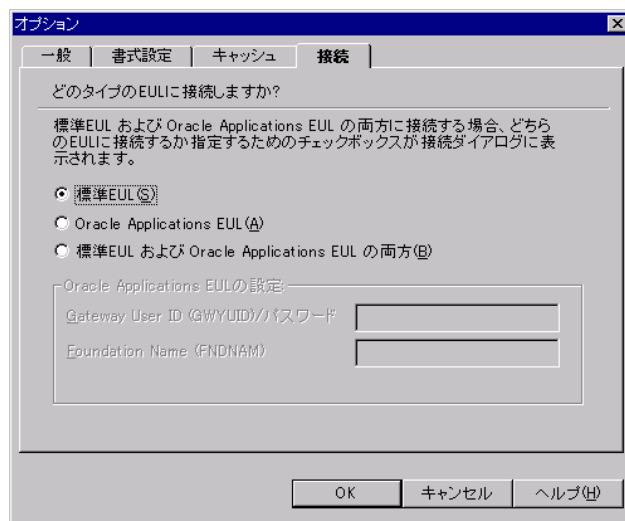 オプション
一般 書式設定 キャッシュ 接続
どのタイプのEULに接続しますか?
標準EUL および Oracle Applications EUL の両方に接続する場合、どちら
のEULに接続するか指定するためのチェックボックスが接続ダイアログに表
示されます。
標準EUL(S)
Oracle Applications EUL(A)
標準EUL および Oracle Applications EUL の両方(B)
Oracle Applications EULの設定:
Gateway User ID (GWYUID)/パスワード
Foundation Name (FNDNAM)
OK キャンセル ヘルプ(H)